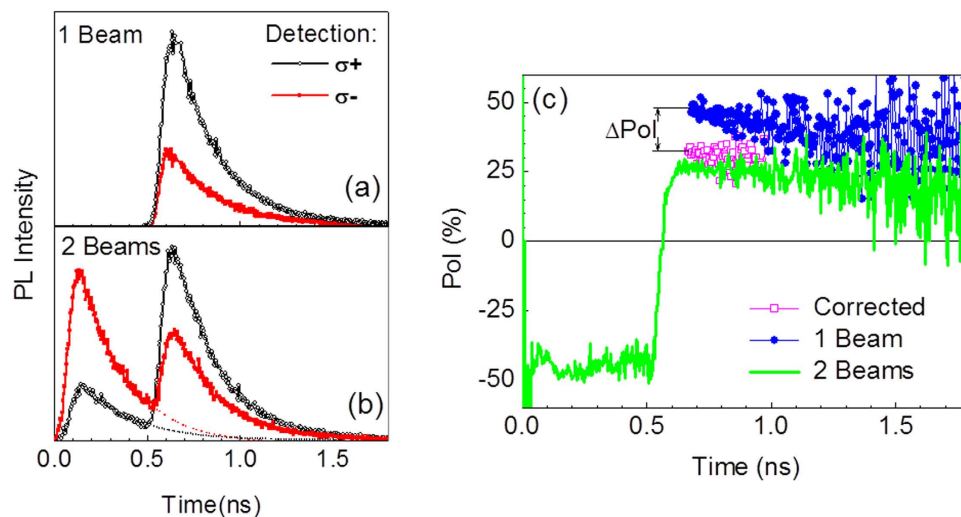 1 Beam
Detection:
σ+
σ-
(a)
2 Beams
(b)
PL Intensity
0.0 0.5 1.0 1.5
Time(ns)
(c)
50
25
0
-25
-50
Pol (%)
ΔPol
Corrected
1 Beam
2 Beams
0.0 0.5 1.0 1.5
Time (ns)